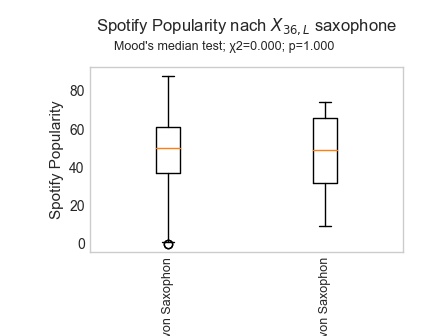 Spotify Popularity nach X36, L saxophone
Mood's median test; χ2=0.000; p=1.000
Spotify Popularity
80
60
40
20
0
von Saxophon
von Saxophon